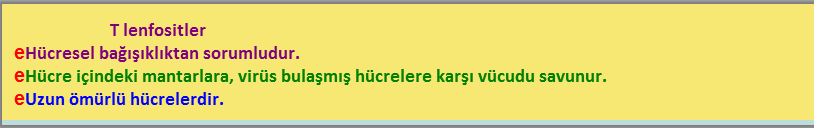 T lenfositler
eHücresel bağışıklıktan sorumludur.
eHücre içindeki mantarlara, virüs bulaşmış hücrelere karşı vücudu savunur.
eUzun ömürlü hücrelerdir.